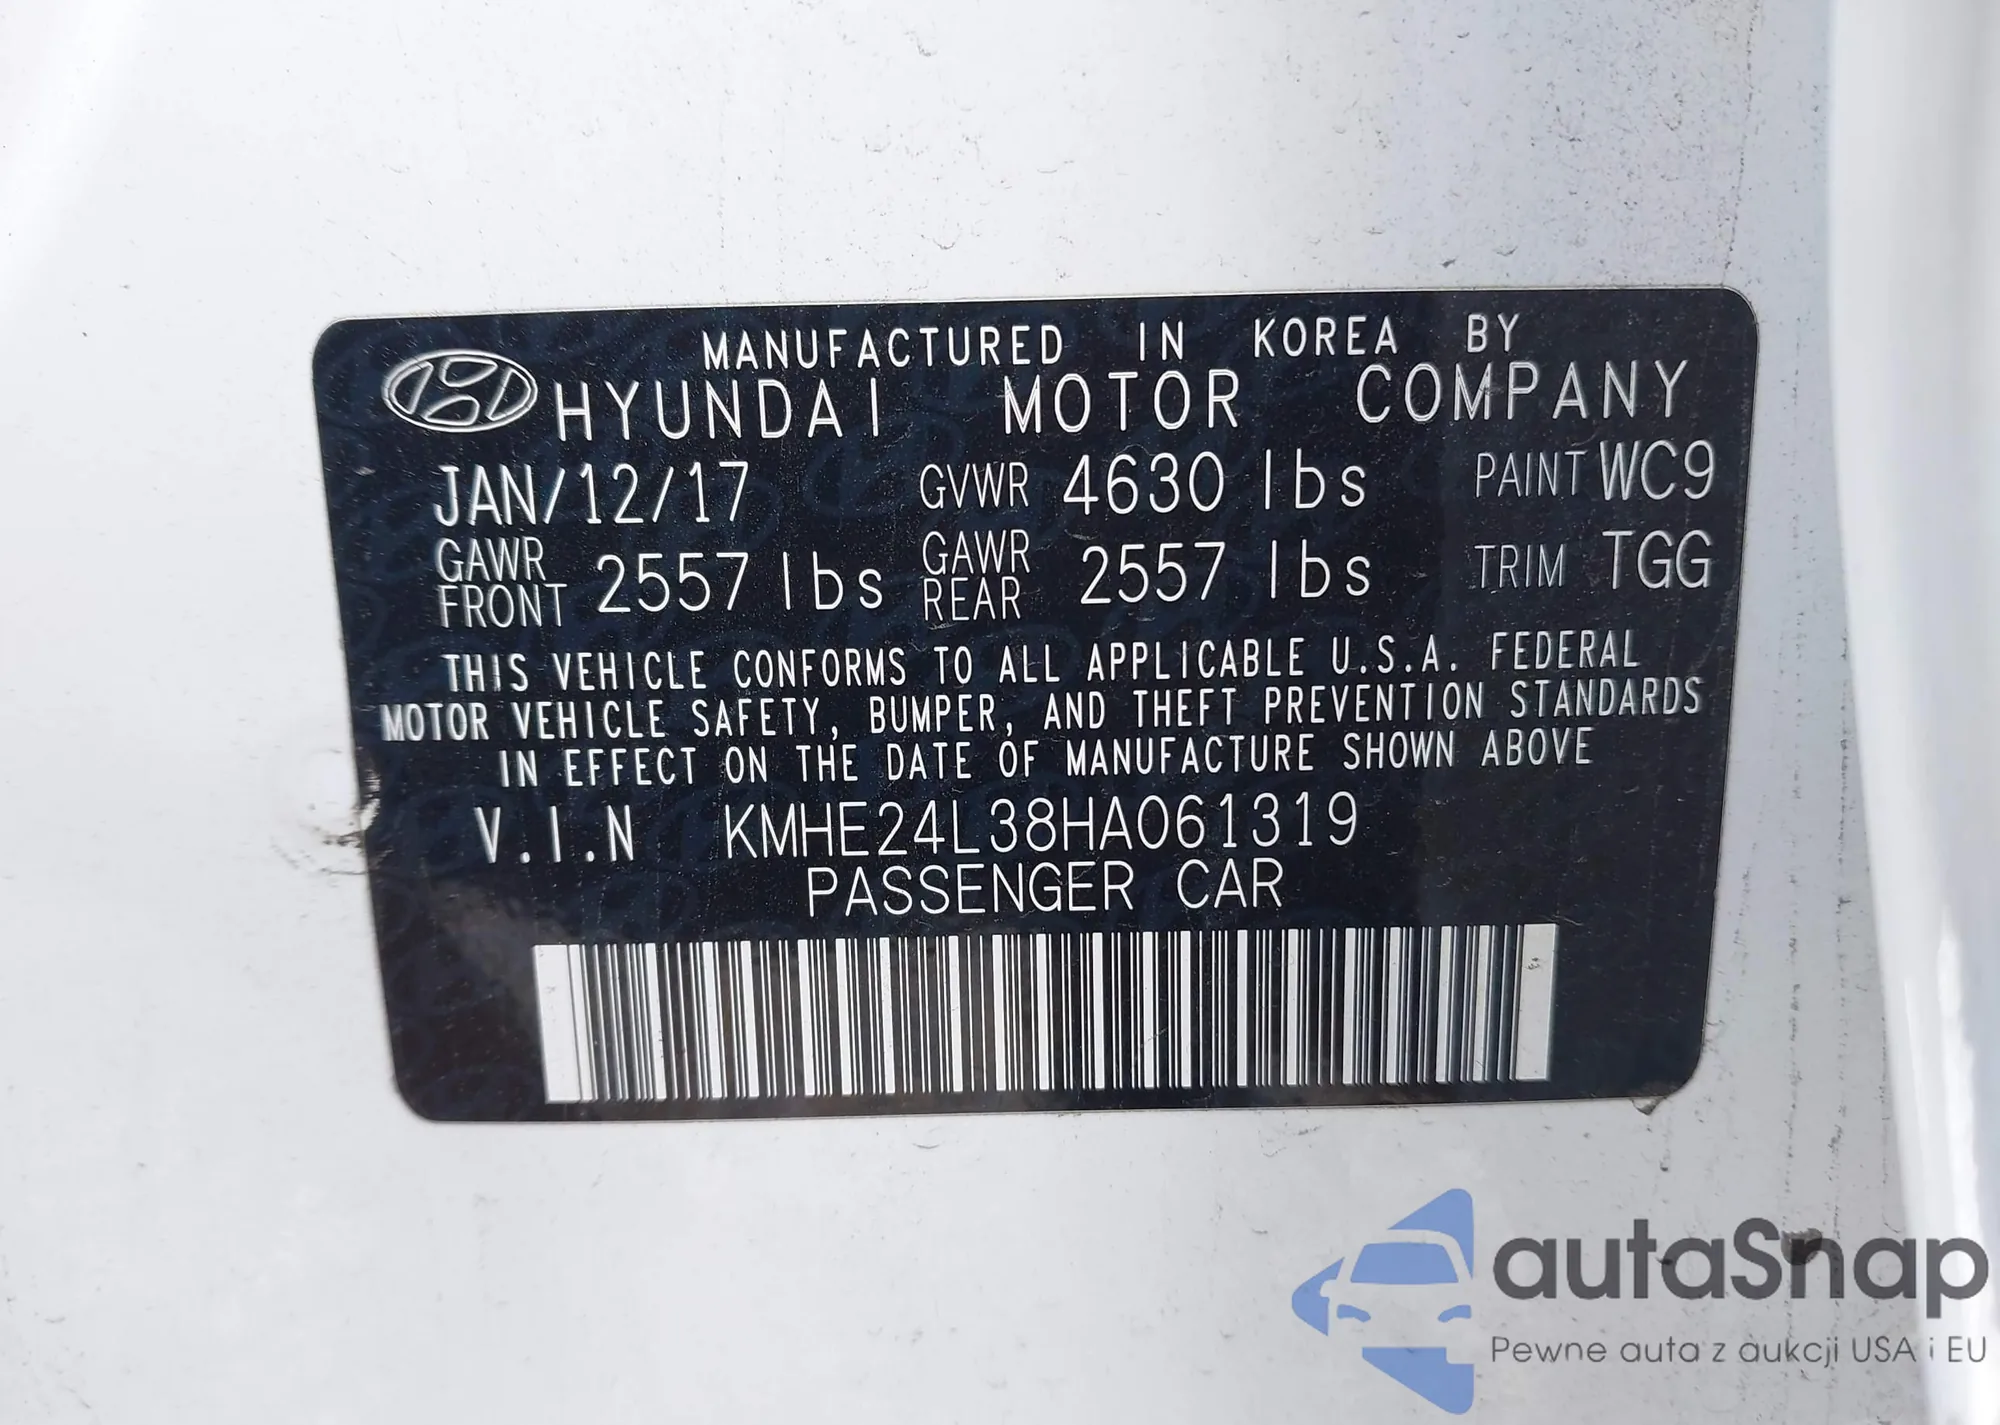 MANUFACTURED IN KOREA BY
HYUNDAI MOTOR COMPANY
JAN/12/17 GVWR 4630 lbs PAINT WC9
GAWR FRONT 2557 lbs GAWR REAR 2557 lbs TRIM TGG
THIS VEHICLE CONFORMS TO ALL APPLICABLE U.S.A. FEDERAL
MOTOR VEHICLE SAFETY, BUMPER, AND THEFT PREVENTION STANDARDS
IN EFFECT ON THE DATE OF MANUFACTURE SHOWN ABOVE
V.I.N KMHE24L38HA061319
PASSENGER CAR
autaSnap
Pewne auta z aukcji USA i EU